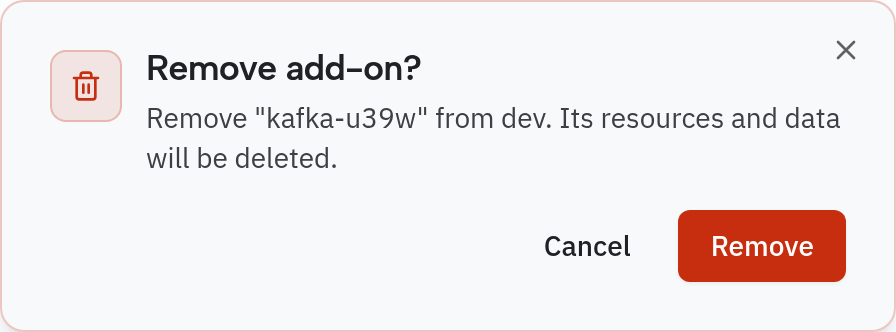 Remove add-on?
Remove "kafka-u39w" from dev. Its resources and data
will be deleted.
Cancel
Remove